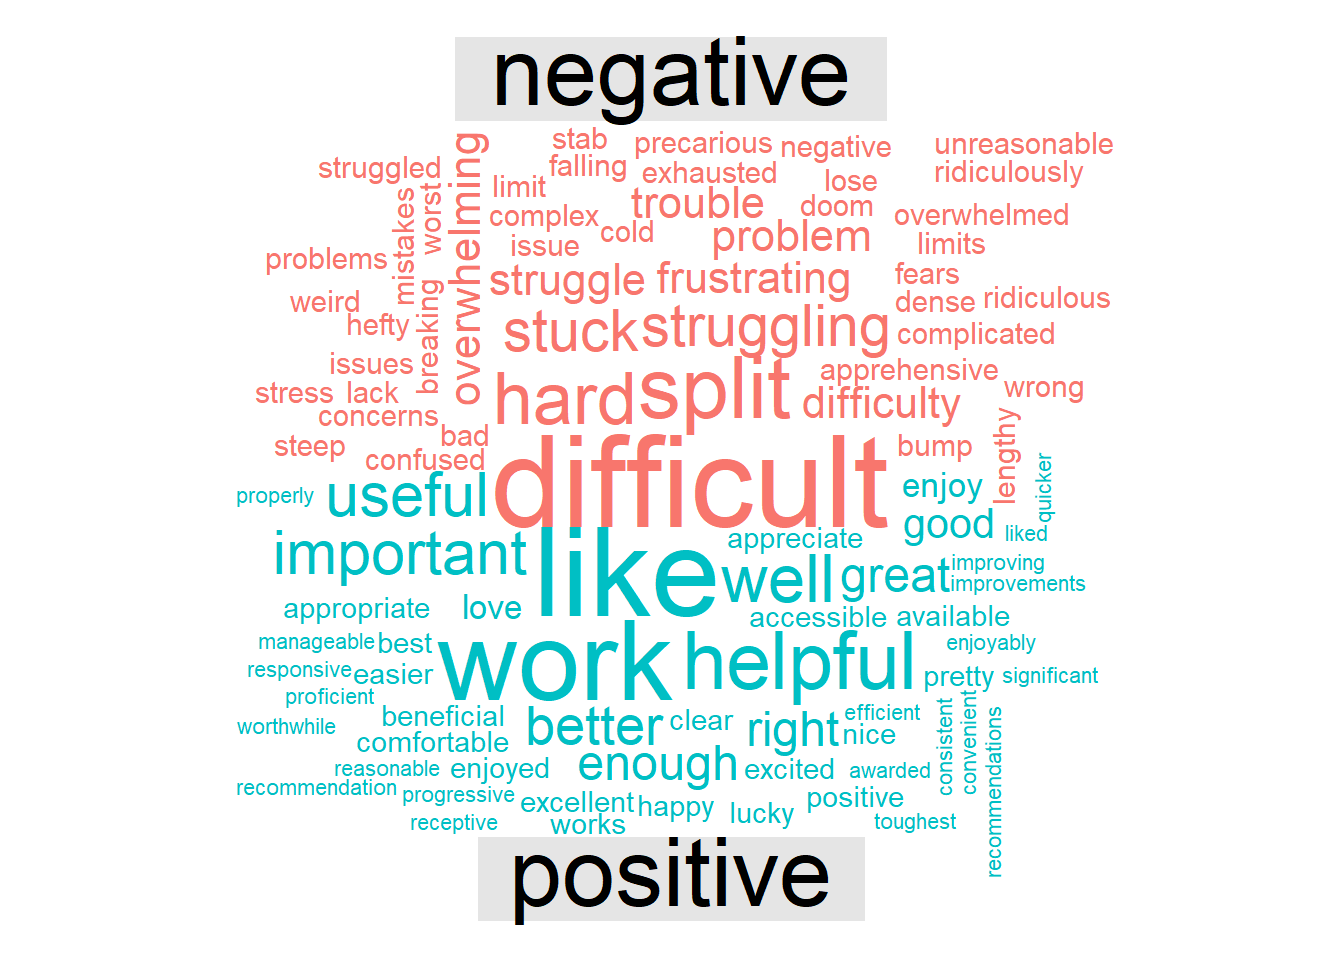 negative
stab precarious negative unreasonable
struggled falling exhausted lose ridiculously
overwhelming
worst
mistakes
limit trouble doom
complex cold problem overwhelmed
issue limits
problems struggle frustrating fears
weird dense ridiculous
breaking
hefty stuck struggling complicated
issues apprehensive
stress lack hard split difficulty wrong
concerns
lengthy
steep bad bump
confused difficult
quicker
properly useful enjoy
important like appreciate good liked
well great improving
improvements
appropriate love accessible available
manageable best work helpful enjoyably
responsive easier pretty significant
proficient
consistent
convenient
recommendations
worthwhile beneficial better clear right efficient
comfortable nice
reasonable enjoyed enough excited awarded
recommendation progressive excellent happy lucky positive
receptive works toughest
positive